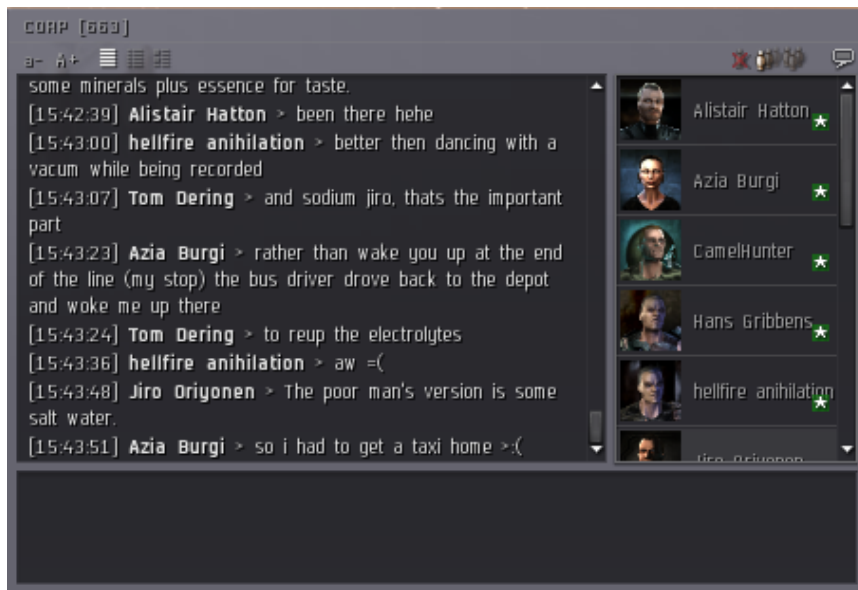 CORP [663]
a- A+
some minerals plus essence for taste.
[15:42:39] Alistair Hatton > been there hehe
[15:43:00] hellfire anihilation > better then dancing with a
vacum while being recorded
[15:43:07] Tom Dering > and sodium jiro, thats the important
part
[15:43:23] Azia Burgi > rather than wake you up at the end
of the line (my stop) the bus driver drove back to the depot
and woke me up there
[15:43:24] Tom Dering > to reup the electrolytes
[15:43:36] hellfire anihilation > aw =(
[15:43:48] Jiro Oriyonen > The poor man's version is some
salt water.
[15:43:51] Azia Burgi > so i had to get a taxi home >:(
Alistair Hatton
Azia Burgi
CamelHunter
Hans Gribbens
hellfire anihilation
Jiro Oriyonen